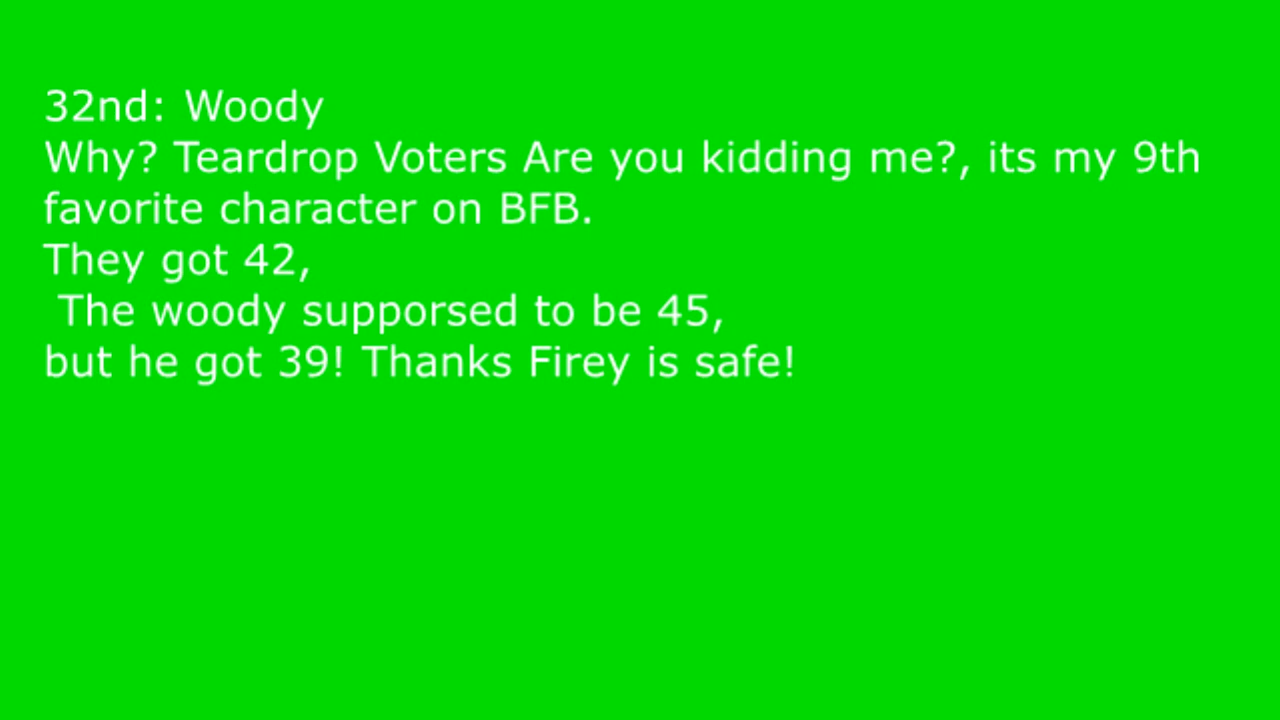 32nd: Woody
Why? Teardrop Voters Are you kidding me?, its my 9th
favorite character on BFB.
They got 42,
The woody supporsed to be 45,
but he got 39! Thanks Firey is safe!